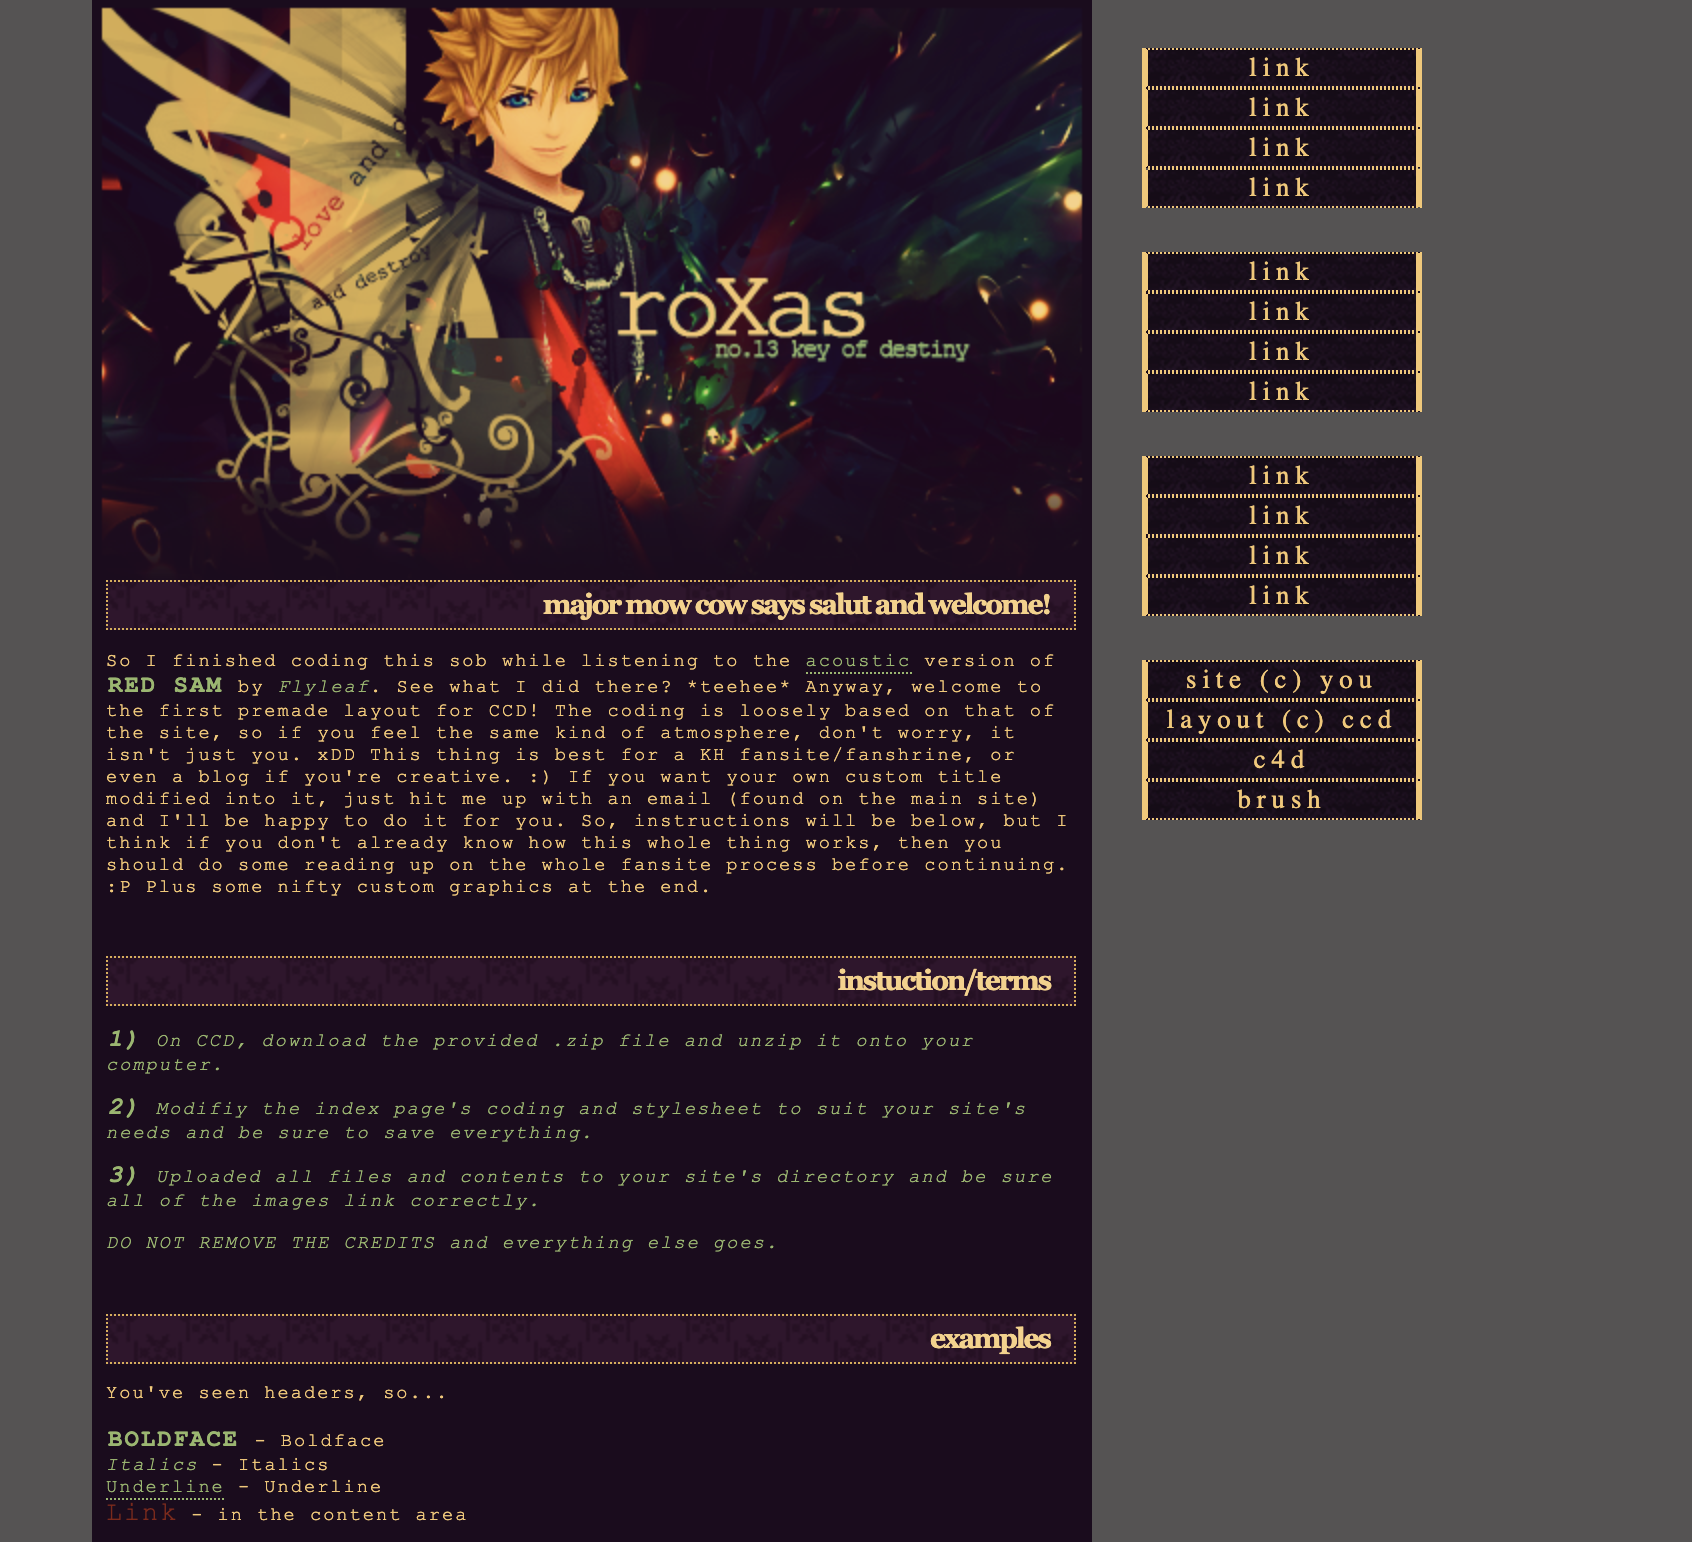 love and d
love and destroy
roXas
no.13 key of destiny
major mow cow says salut and welcome!
So I finished coding this sob while listening to the acoustic version of
RED SAM by Flyleaf. See what I did there? *teehee* Anyway, welcome to
the first premade layout for CCD! The coding is loosely based on that of
the site, so if you feel the same kind of atmosphere, don't worry, it
isn't just you. xDD This thing is best for a KH fansite/fanshrine, or
even a blog if you're creative. :) If you want your own custom title
modified into it, just hit me up with an email (found on the main site)
and I'll be happy to do it for you. So, instructions will be below, but I
think if you don't already know how this whole thing works, then you
should do some reading up on the whole fansite process before continuing.
:P Plus some nifty custom graphics at the end.
instuction/terms
1) On CCD, download the provided .zip file and unzip it onto your
computer.
2) Modifiy the index page's coding and stylesheet to suit your site's
needs and be sure to save everything.
3) Uploaded all files and contents to your site's directory and be sure
all of the images link correctly.
DO NOT REMOVE THE CREDITS and everything else goes.
examples
You've seen headers, so...
BOLDFACE - Boldface
Italics - Italics
Underline - Underline
Link - in the content area
link
link
link
link
link
link
link
link
link
link
link
link
site (c) you
layout (c) ccd
c4d
brush